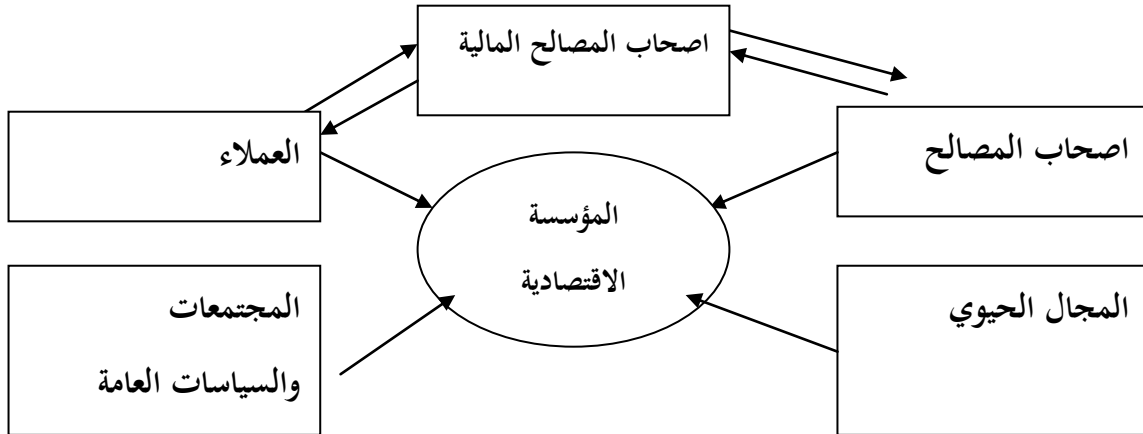 اصحاب المصالح المالية
اصحاب المصالح
العملاء
المؤسسة
الاقتصادية
المجال الحيوي
المجتمعات
والسياسات العامة